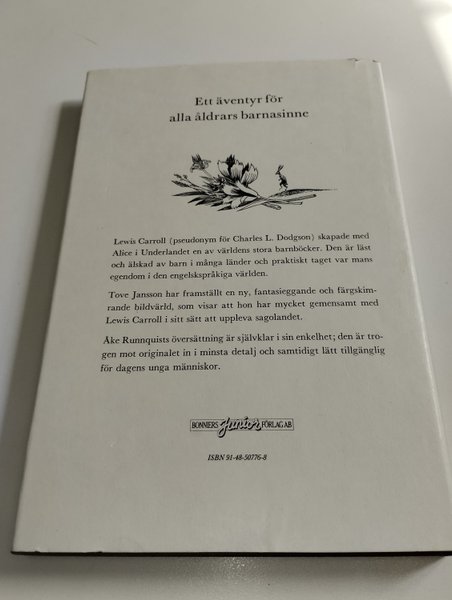 Ett äventyr för
alla åldrars barnasinne
Lewis Carroll (pseudonym för Charles L. Dodgson) skapade med
Alice i Underlandet en av världens stora barnböcker. Den är läst
och älskad av barn i många länder och praktiskt taget var mans
egendom i den engelskspråkiga världen.
Tove Jansson har framställt en ny, fantasieggande och färgskim-
rande bildvärld, som visar att hon har mycket gemensamt med
Lewis Carroll i sitt sätt att uppleva sagolandet.
Åke Runnquists översättning är självklar i sin enkelhet; den är tro-
gen mot originalet in i minsta detalj och samtidigt lätt tillgänglig
för dagens unga människor.
BONNIERS Junior FÖRLAG AB
ISBN 91-48-50776-8